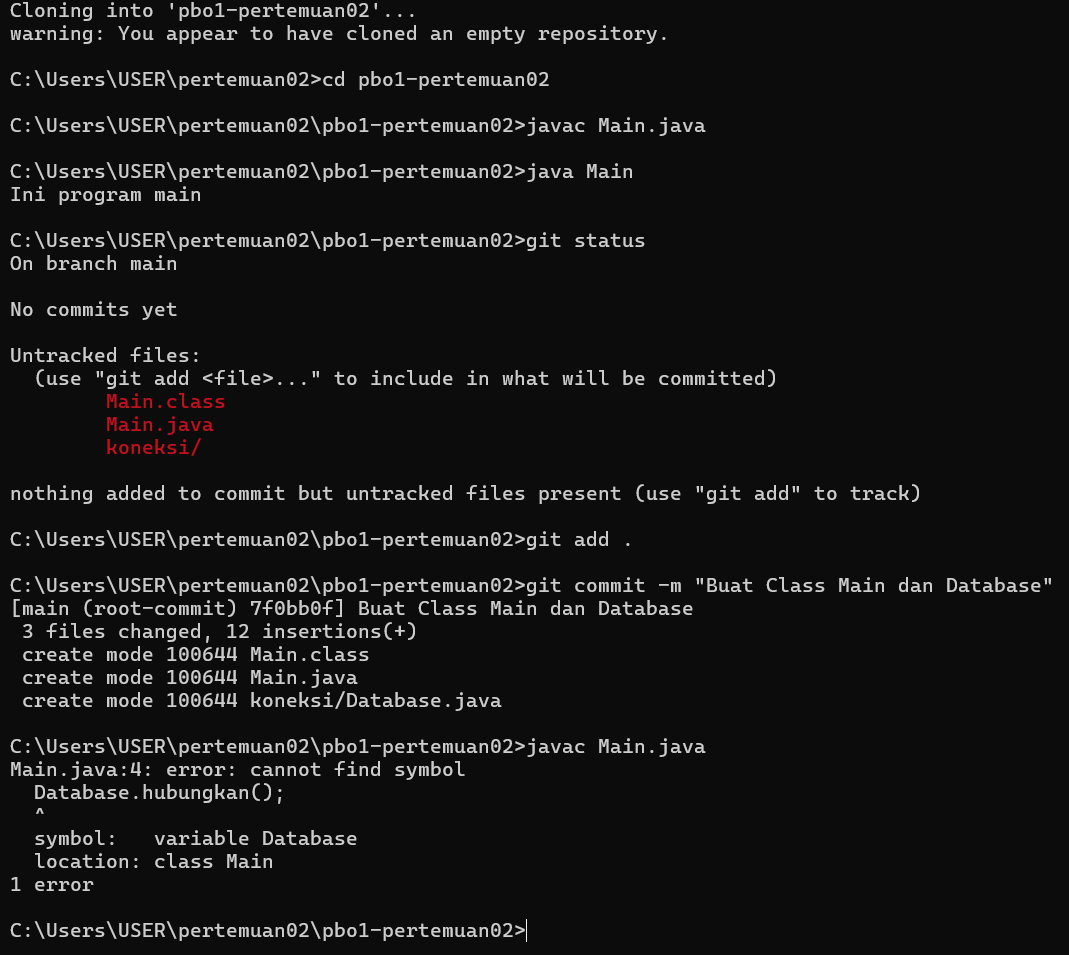 Cloning into 'pbo1-pertemuan02'...
warning: You appear to have cloned an empty repository.
C:\Users\USER\pertemuan02>cd pbo1-pertemuan02
C:\Users\USER\pertemuan02\pbo1-pertemuan02>javac Main.java
C:\Users\USER\pertemuan02\pbo1-pertemuan02>java Main
Ini program main
C:\Users\USER\pertemuan02\pbo1-pertemuan02>git status
On branch main
No commits yet
Untracked files:
  (use "git add <file>..." to include in what will be committed)
        Main.class
        Main.java
        koneksi/
nothing added to commit but untracked files present (use "git add" to track)
C:\Users\USER\pertemuan02\pbo1-pertemuan02>git add .
C:\Users\USER\pertemuan02\pbo1-pertemuan02>git commit -m "Buat Class Main dan Database"
[main (root-commit) 7f0bb0f] Buat Class Main dan Database
 3 files changed, 12 insertions(+)
 create mode 100644 Main.class
 create mode 100644 Main.java
 create mode 100644 koneksi/Database.java
C:\Users\USER\pertemuan02\pbo1-pertemuan02>javac Main.java
Main.java:4: error: cannot find symbol
  Database.hubungkan();
  ^
  symbol:   variable Database
  location: class Main
1 error
C:\Users\USER\pertemuan02\pbo1-pertemuan02>